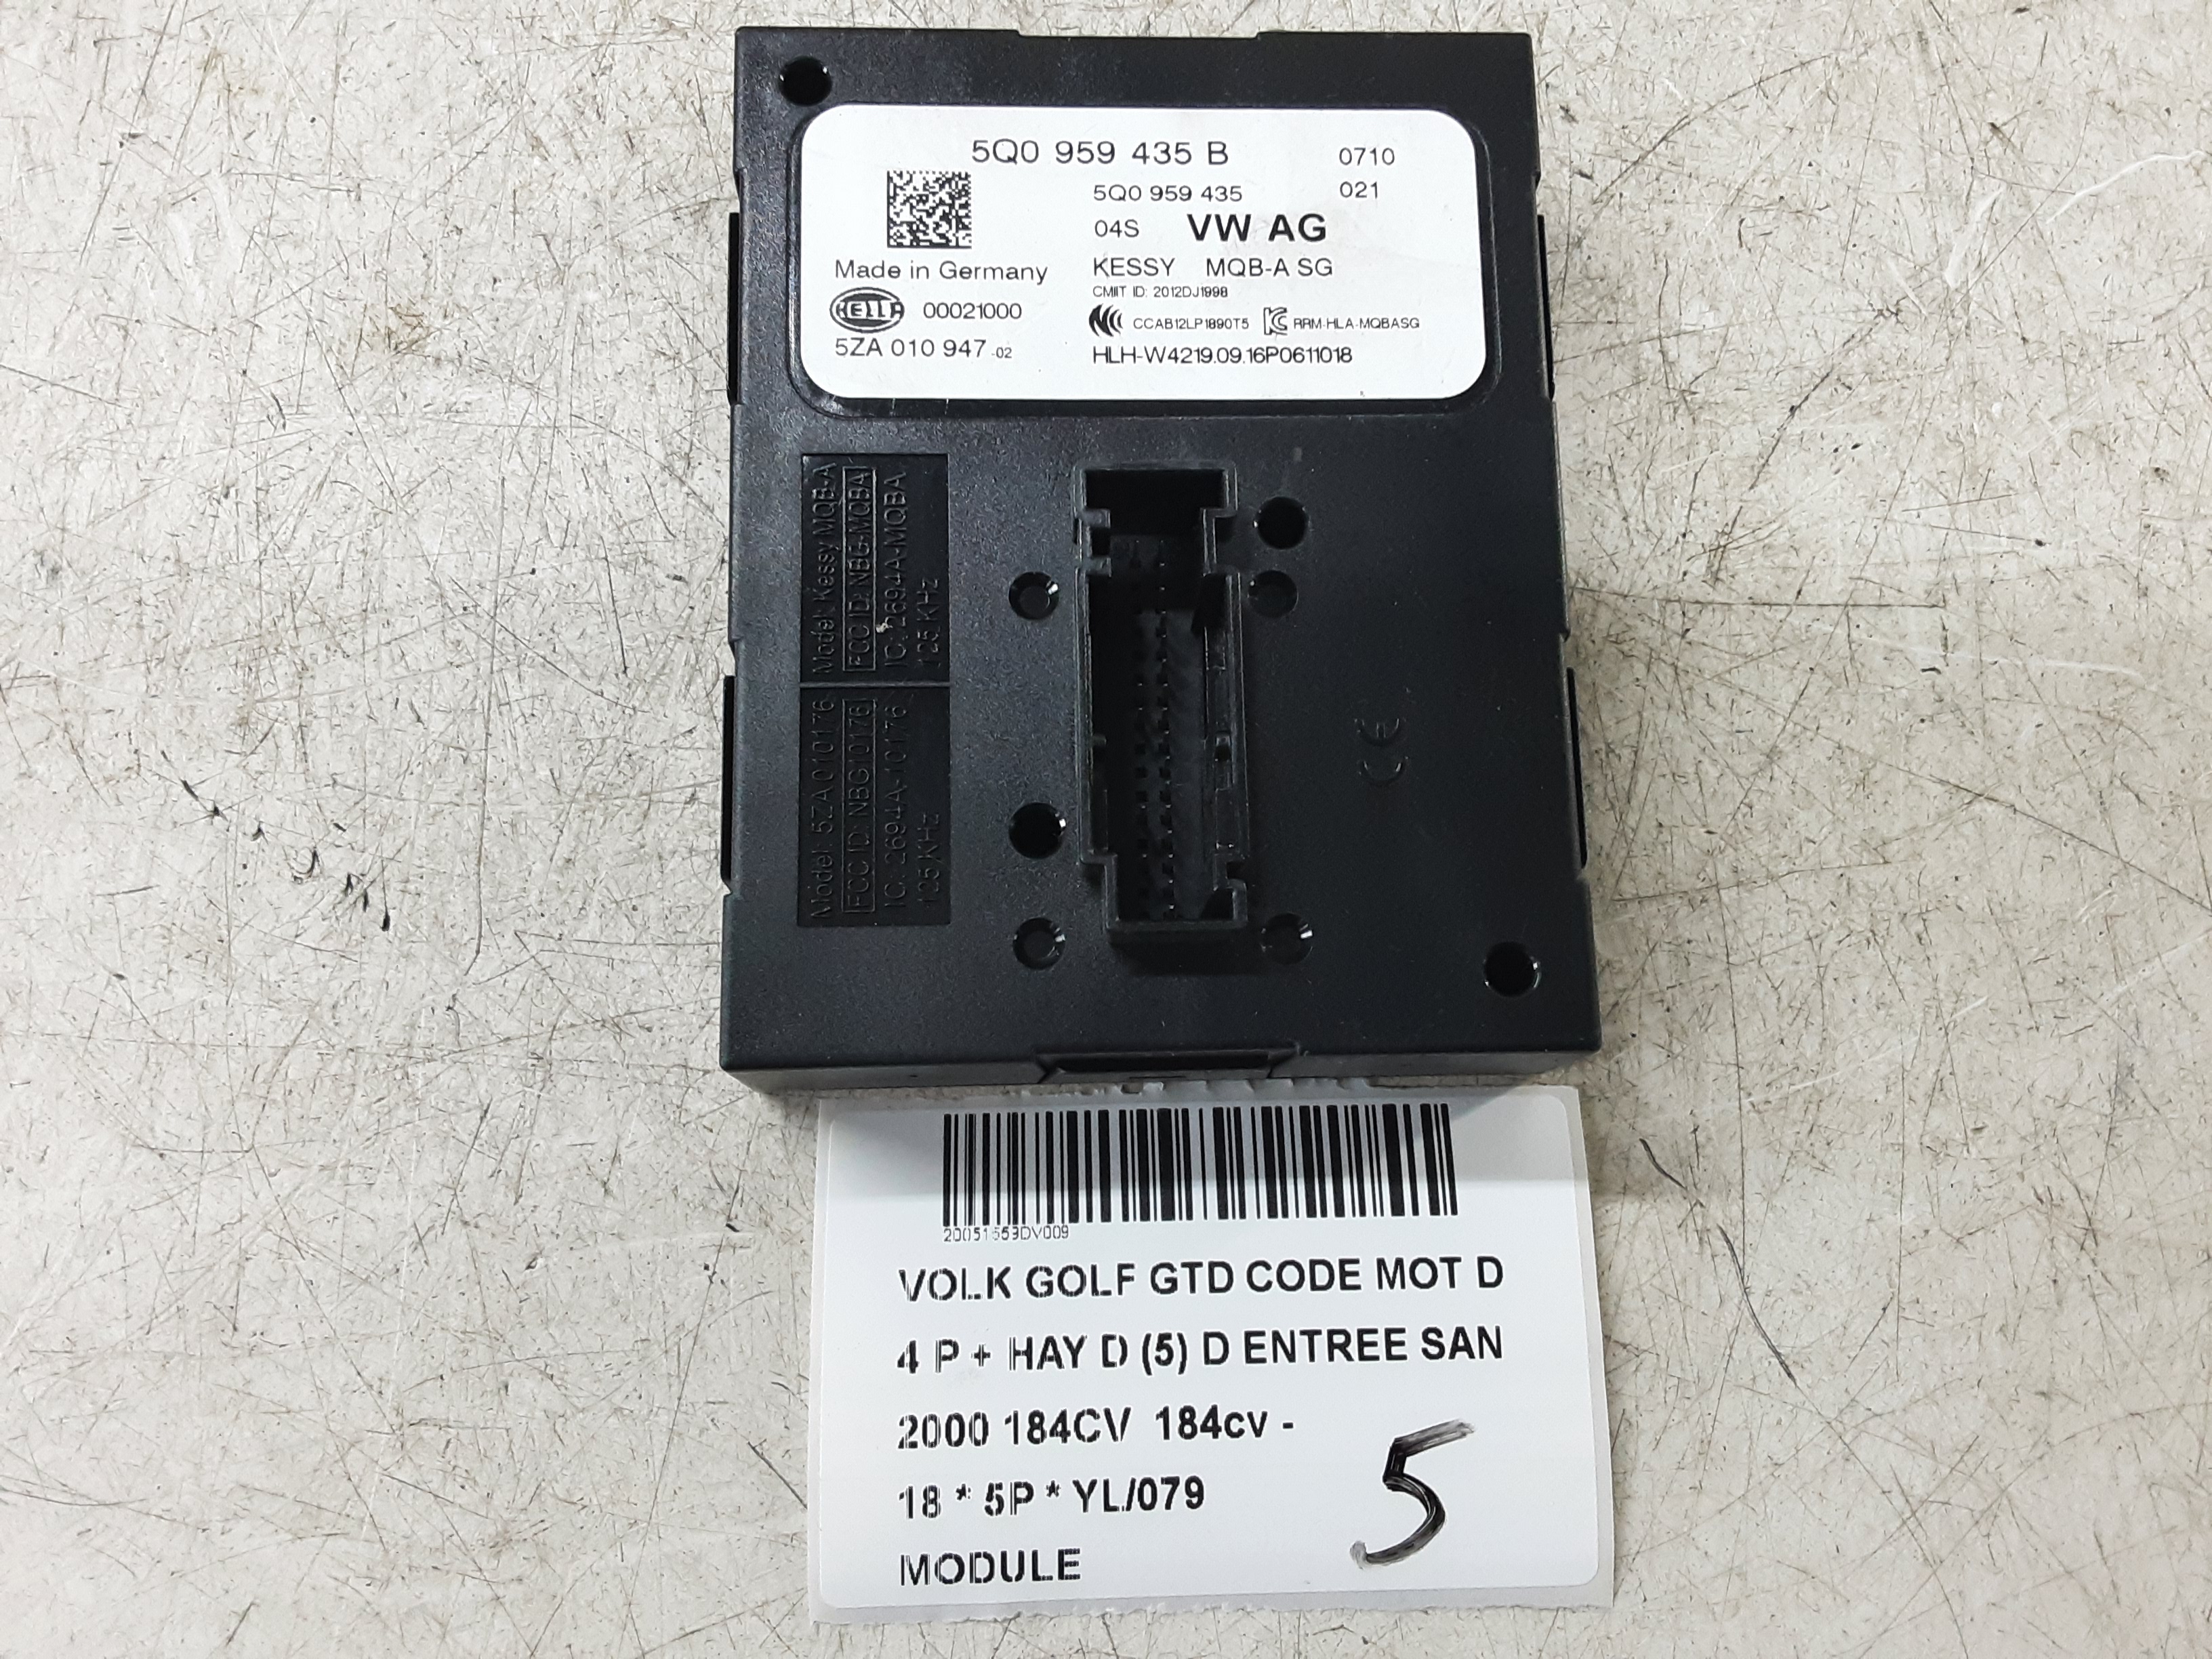 5Q0 959 435 B 0710
5Q0 959 435 021
04S VW AG
Made in Germany KESSY MQB-A SG
CMIIT ID: 2012DJ1998
HELLA 00021000 CCAB12LP1890T5 RRM-HLA-MQBASG
5ZA 010 947 -02 HLH-W4219.09.16P0611018
Model: Kessy MQB-A
FCC ID: NBG-MQBA
IC: 2694A-MQBA
125 KHz
Model: 5ZA010176
FCC ID: NBG10176
IC: 2694A-10176
125 KHz
CE
20051553DV009
VOLK GOLF GTD CODE MOT D
4 P + HAY D (5) D ENTREE SAN
2000 184CV 184cv -
18 * 5P * YL/079
MODULE
5